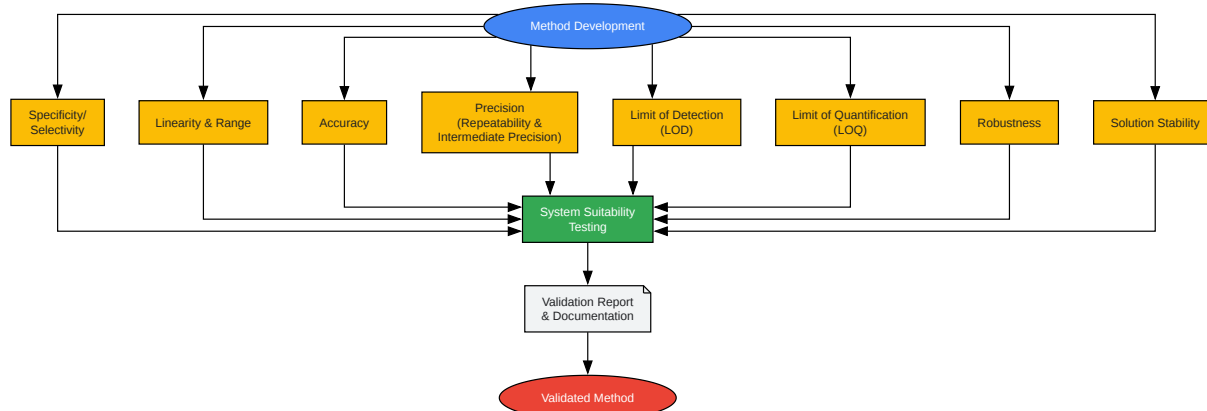 Method Development
Specificity/
Selectivity
Linearity & Range
Accuracy
Precision
(Repeatability &
Intermediate Precision)
Limit of Detection
(LOD)
Limit of Quantification
(LOQ)
Robustness
Solution Stability
System Suitability
Testing
Validation Report
& Documentation
Validated Method